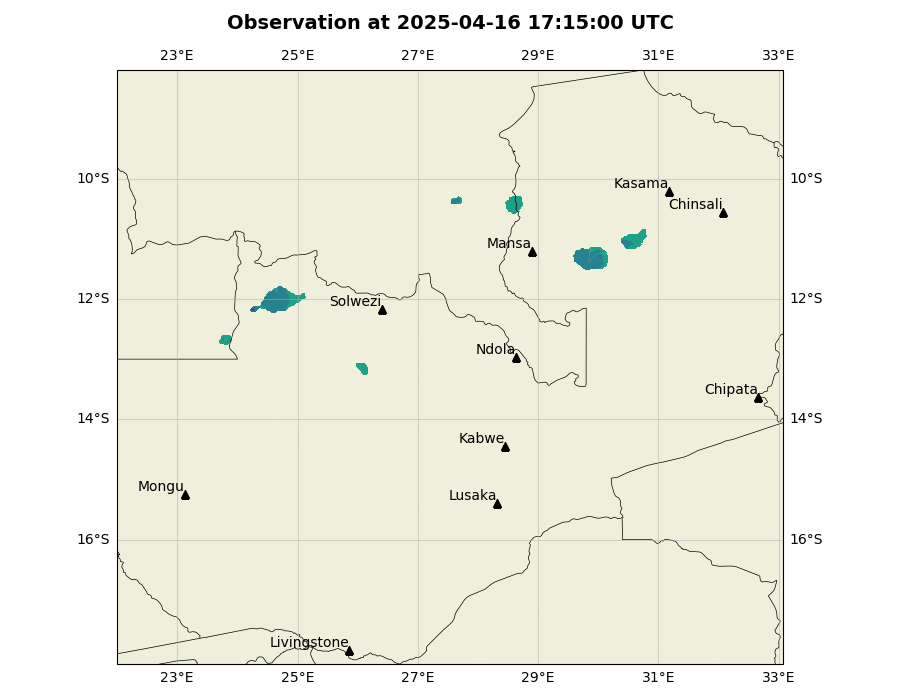 Observation at 2025-04-16 17:15:00 UTC
23°E 25°E 27°E 29°E 31°E 33°E
10°S 10°S
Kasama
Chinsali
Mansa
12°S 12°S
Solwezi
Ndola
Chipata
14°S 14°S
Kabwe
Mongu
Lusaka
16°S 16°S
Livingstone
23°E 25°E 27°E 29°E 31°E 33°E